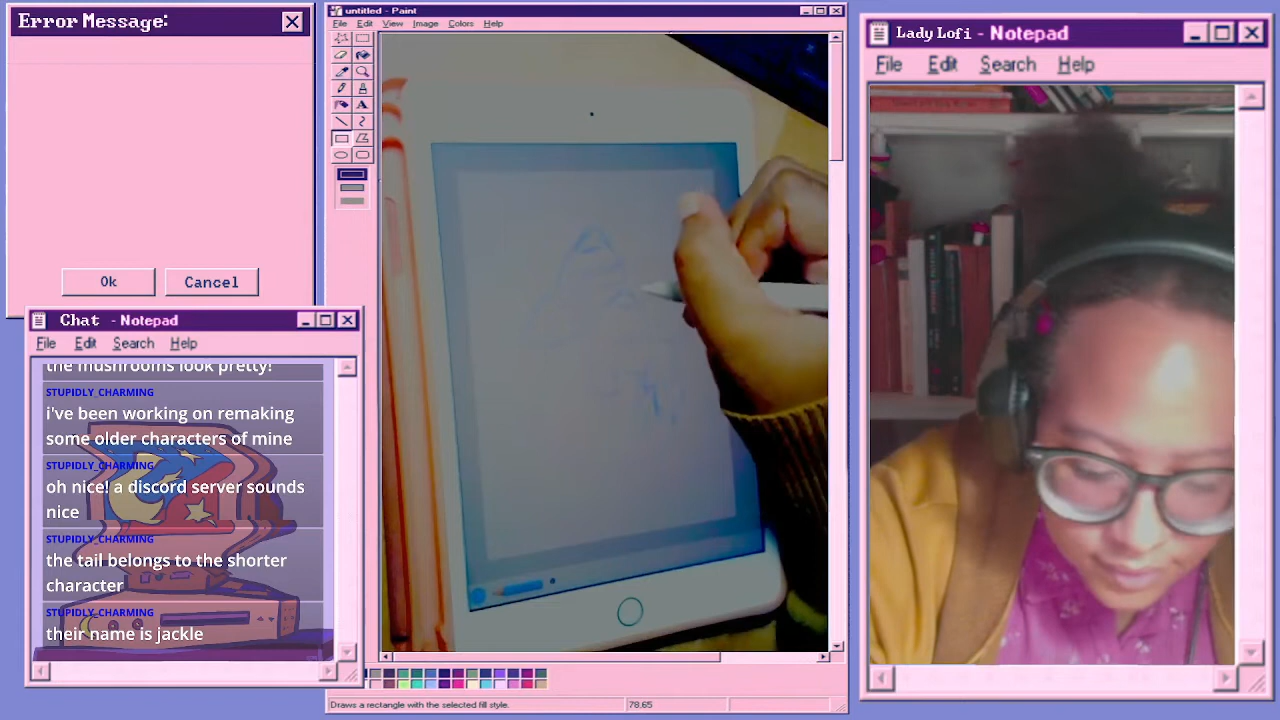 Error Message:
Ok
Cancel
Chat - Notepad
File Edit Search Help
the mushrooms look pretty!
STUPIDLY_CHARMING
i've been working on remaking
some older characters of mine
STUPIDLY_CHARMING
oh nice! a discord server sounds
nice
STUPIDLY_CHARMING
the tail belongs to the shorter
character
STUPIDLY_CHARMING
their name is jackle
untitled - Paint
File Edit View Image Colors Help
A
Draws a rectangle with the selected fill style.
78,65
Lady Lofi - Notepad
File Edit Search Help